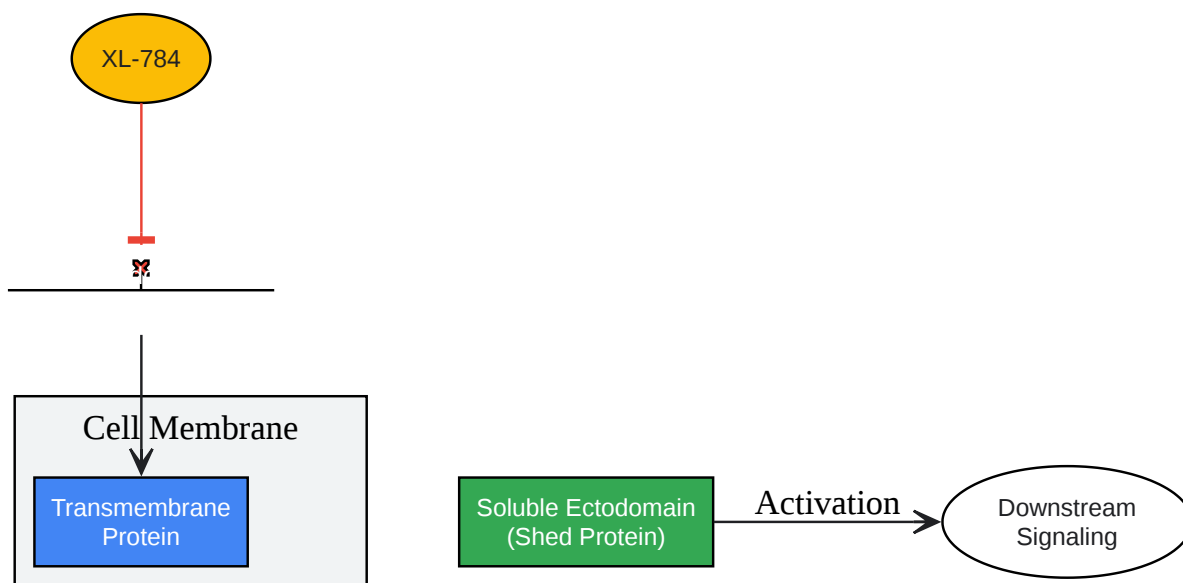 XL-784
Cell Membrane
Transmembrane
Protein
Soluble Ectodomain
(Shed Protein)
Activation
Downstream
Signaling